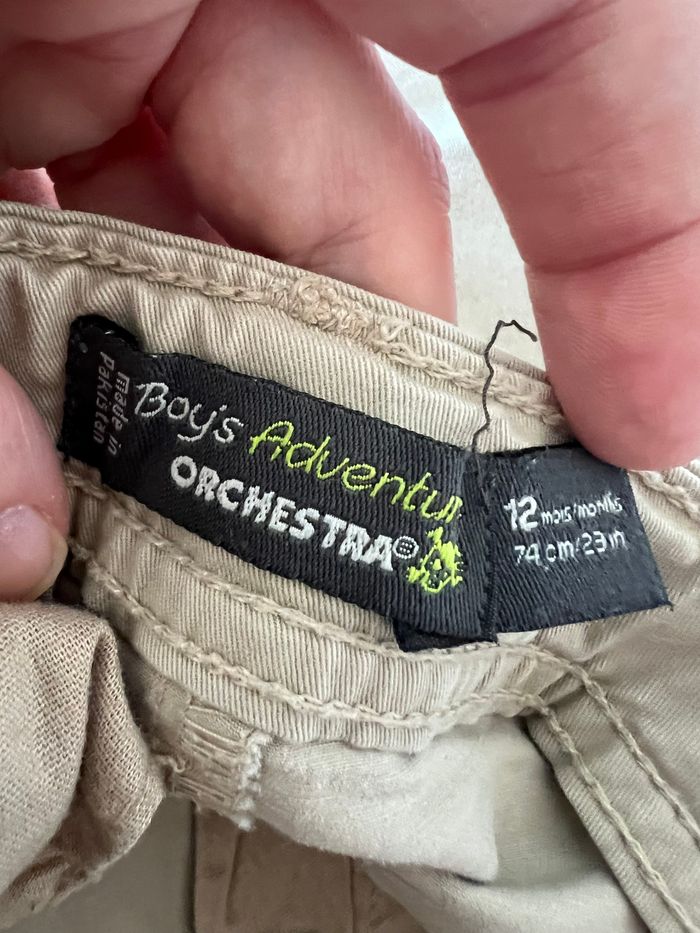 made in
pakistan
Boy's Adventu
ORCHESTRA®
12 mois/months
74 cm/29 in